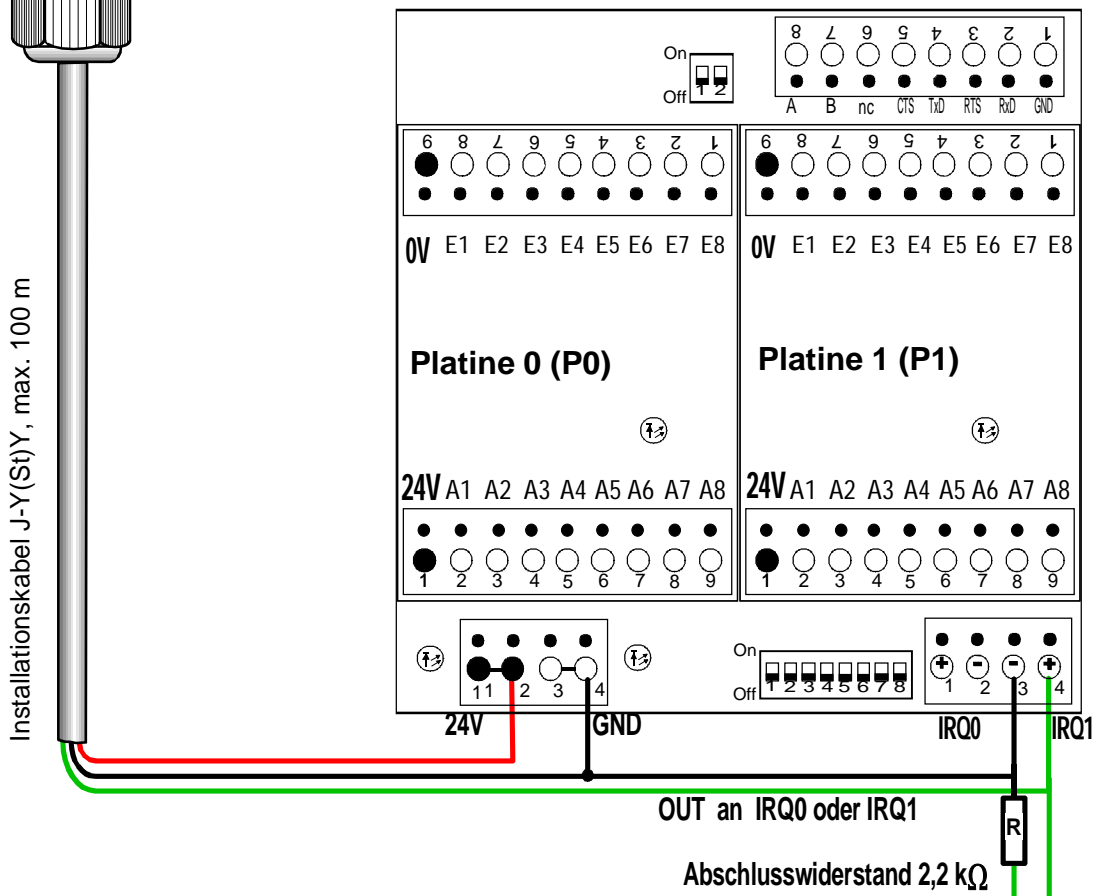 On
Off
1 2
8 7 6 5 4 3 2 1
A B nc CTS TxD RTS RxD GND
9 8 7 6 5 4 3 2 1
9 8 7 6 5 4 3 2 1
0V E1 E2 E3 E4 E5 E6 E7 E8
0V E1 E2 E3 E4 E5 E6 E7 E8
Platine 0 (P0)
Platine 1 (P1)
24V A1 A2 A3 A4 A5 A6 A7 A8
24V A1 A2 A3 A4 A5 A6 A7 A8
1 2 3 4 5 6 7 8 9
1 2 3 4 5 6 7 8 9
11 2 3 4
24V
GND
On
Off
1 2 3 4 5 6 7 8
+ - - +
1 2 3 4
IRQ0
IRQ1
Installationskabel J-Y(St)Y, max. 100 m
OUT an IRQ0 oder IRQ1
R
Abschlusswiderstand 2,2 kΩ